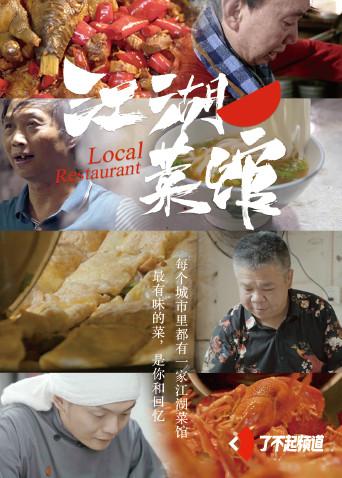 江湖
菜馆
Local
Restaurant
每个城市里都有一家江湖菜馆
最有味的菜，是你和回忆
了不起频道